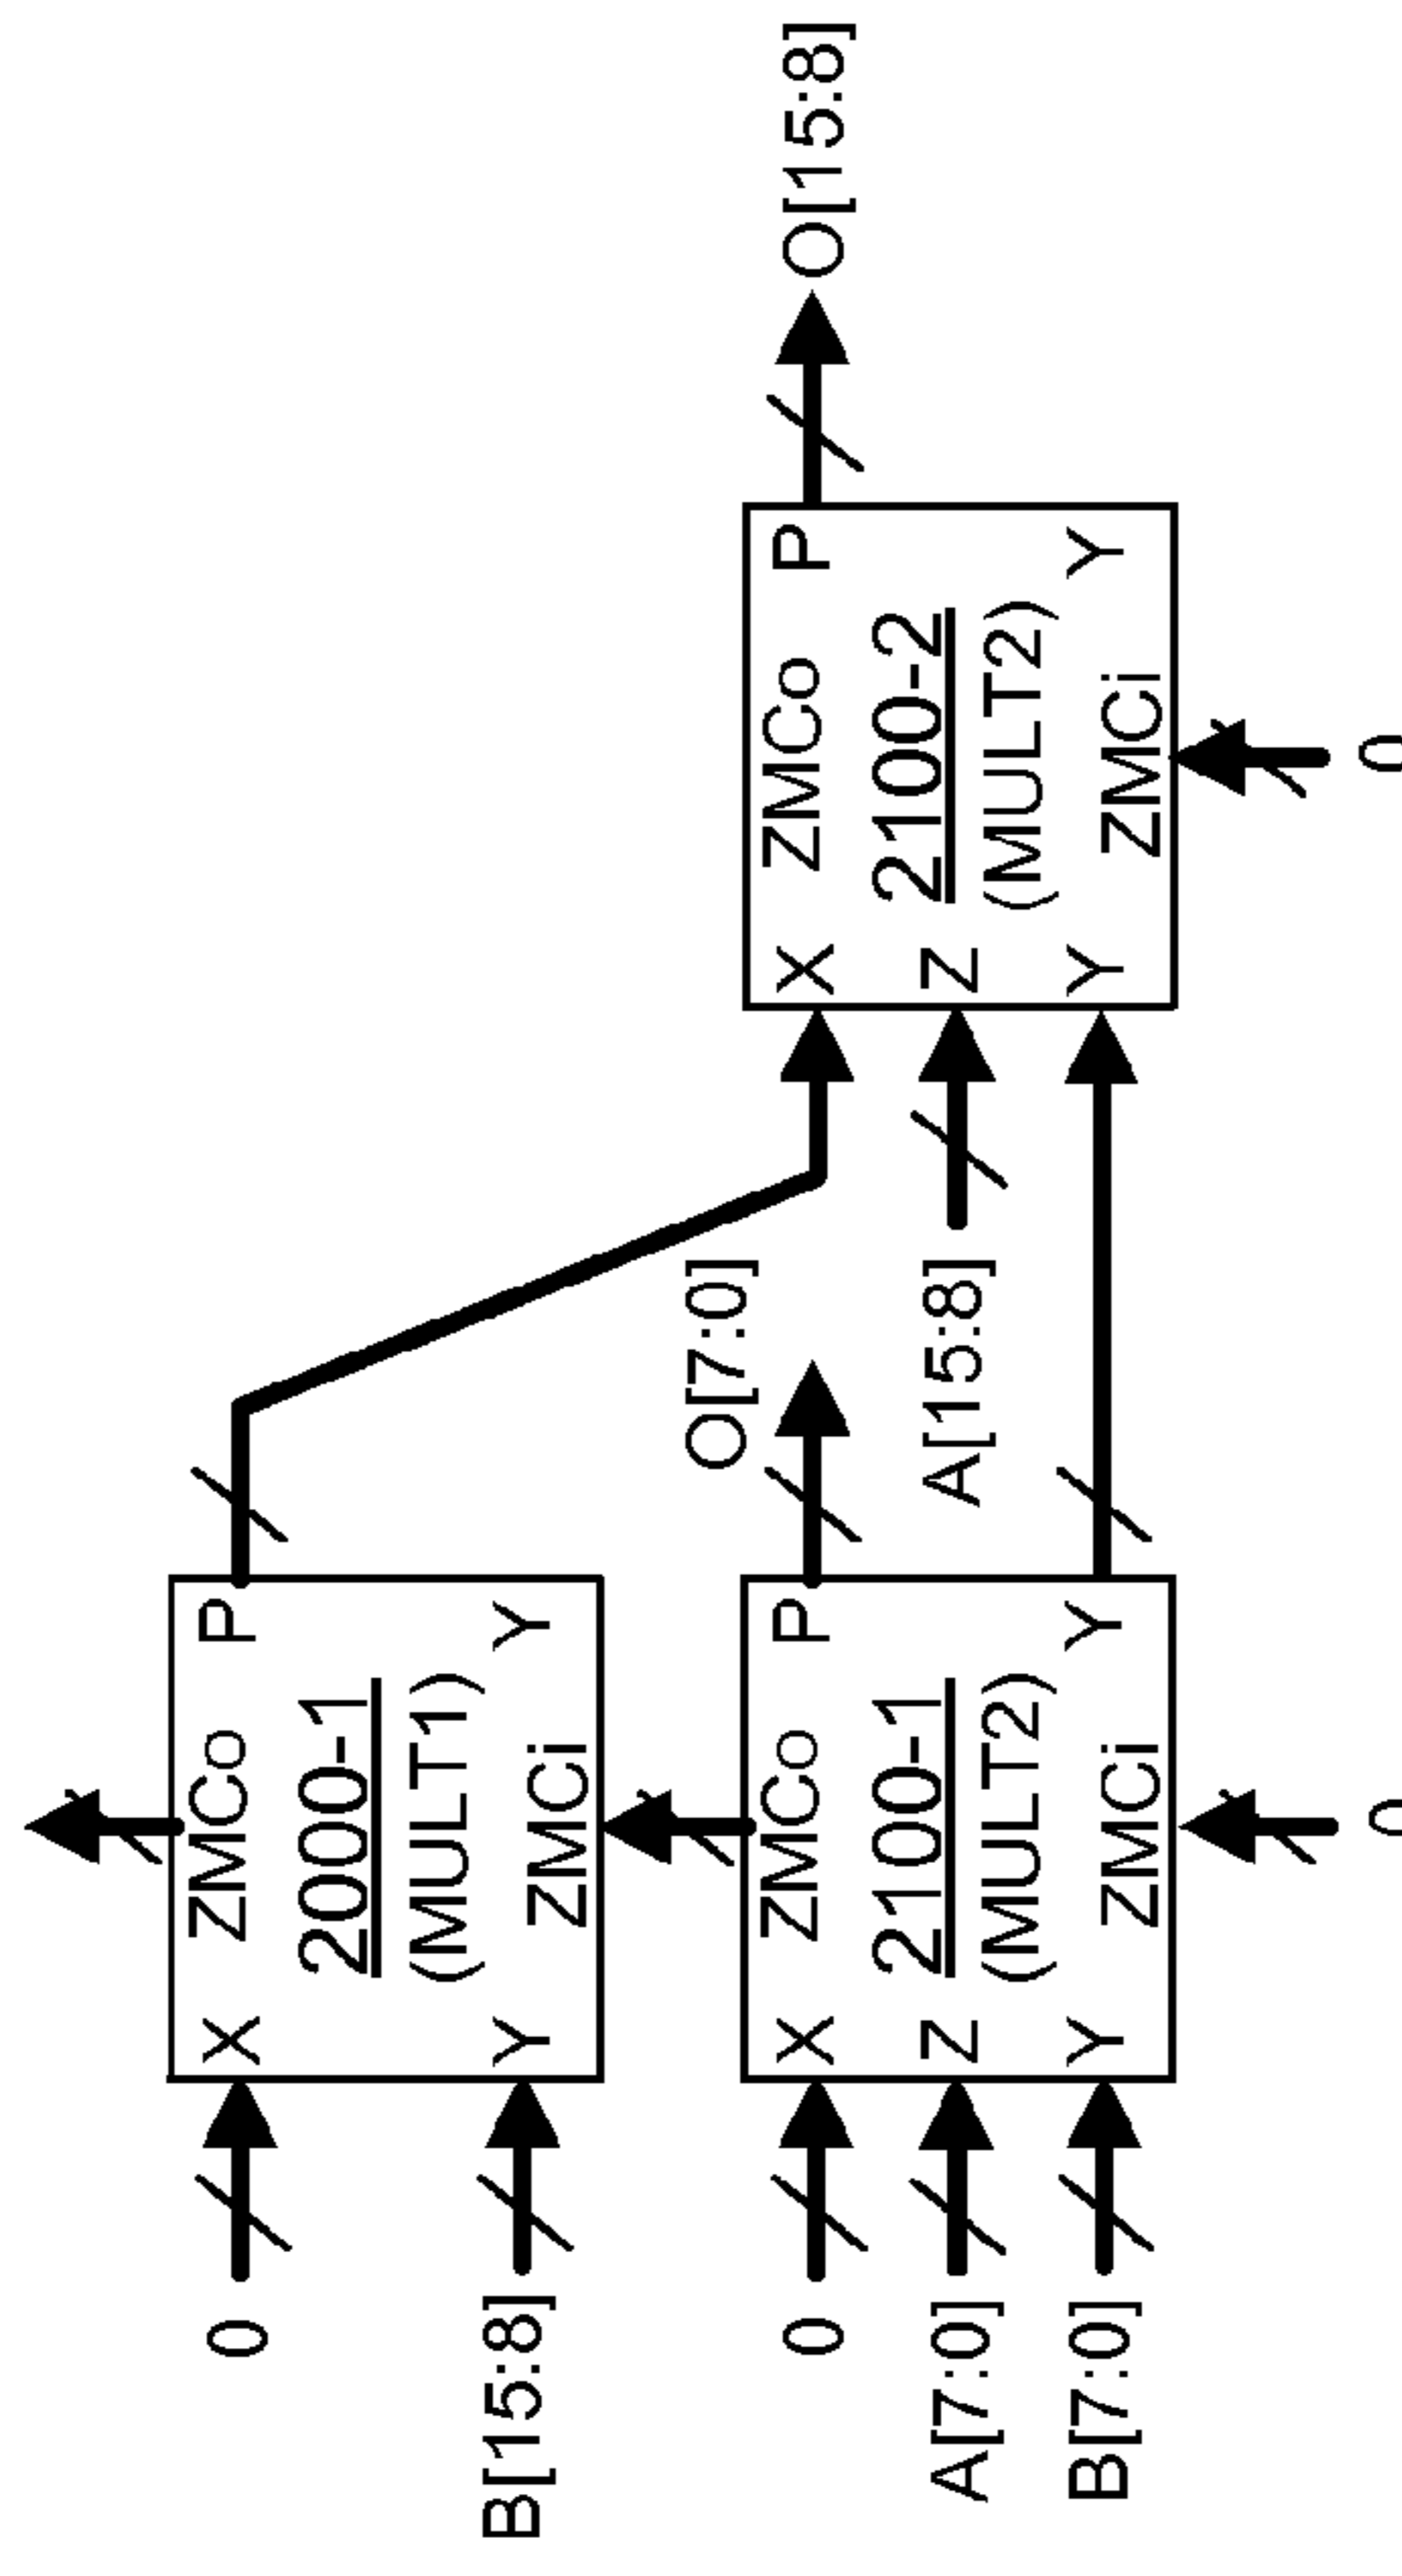 0
B[15:8]
X
ZMCo
P
2000-1
(MULT1)
Y
ZMCi
Y
0
A[7:0]
B[7:0]
X
ZMCo
P
Z
2100-1
(MULT2)
Y
ZMCi
Y
0
O[7:0]
A[15:8]
X
ZMCo
P
Z
2100-2
(MULT2)
Y
ZMCi
Y
0
O[15:8]